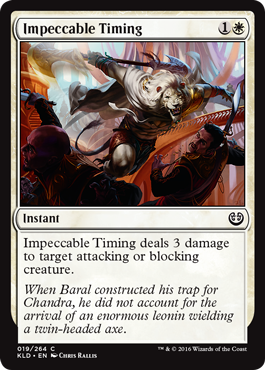 Impeccable Timing 1
Instant
Impeccable Timing deals 3 damage
to target attacking or blocking
creature.
When Baral constructed his trap for
Chandra, he did not account for the
arrival of an enormous leonin wielding
a twin-headed axe.
019/264 C
KLD • EN Chris Rallis
™ & © 2016 Wizards of the Coast